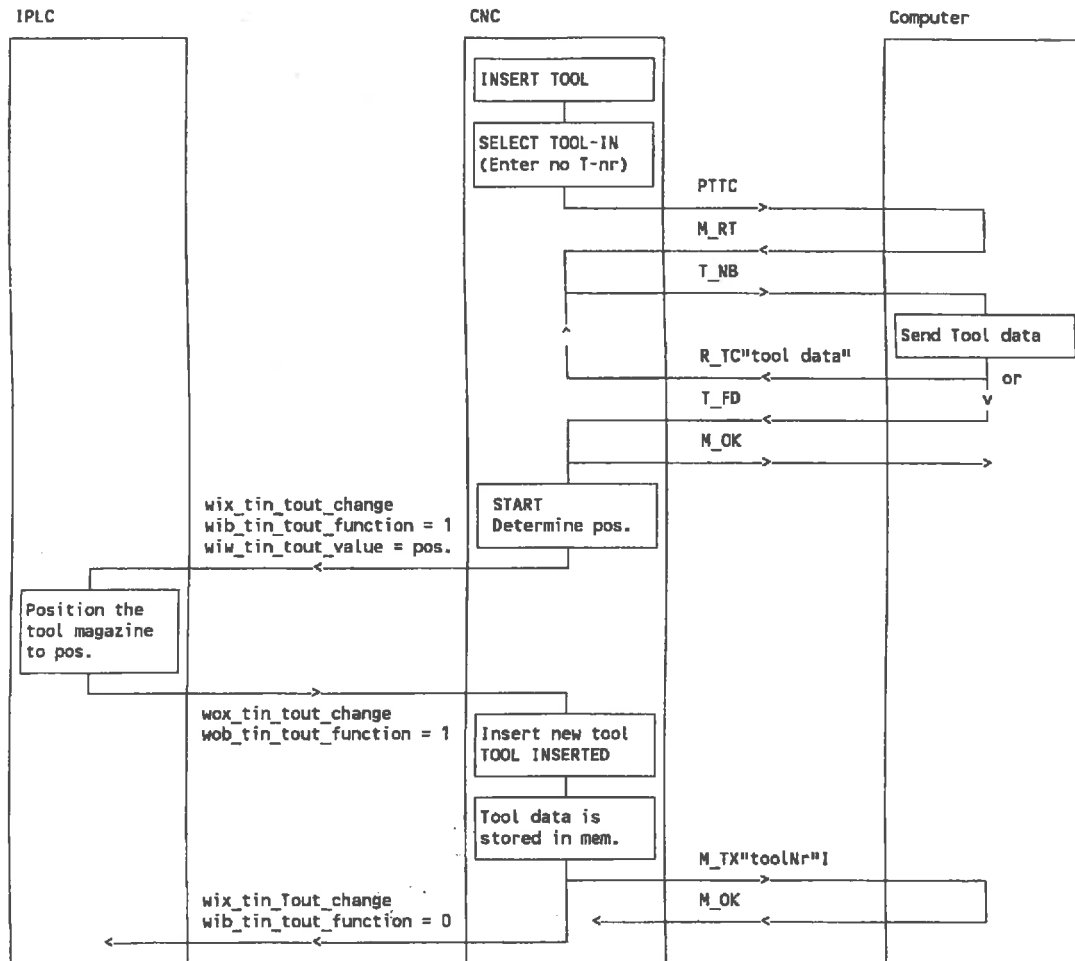 IPLC
CNC
Computer
INSERT TOOL
SELECT TOOL-IN
(Enter no T-nr)
PTTC
M_RT
T_NB
Send Tool data
R_TC"tool data"
or
T_FD
M_OK
START
Determine pos.
wix_tin_tout_change
wib_tin_tout_function = 1
wiw_tin_tout_value = pos.
Position the
tool magazine
to pos.
wox_tin_tout_change
wob_tin_tout_function = 1
Insert new tool
TOOL INSERTED
Tool data is
stored in mem.
M_TX"toolNr"I
M_OK
wix_tin_Tout_change
wib_tin_tout_function = 0